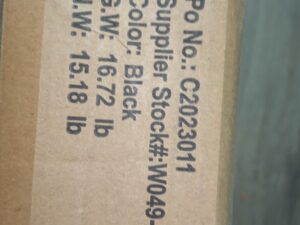 Po No.: C2023011
Supplier Stock#:W049-
Color: Black
G.W: 16.72 lb
N.W: 15.18 lb